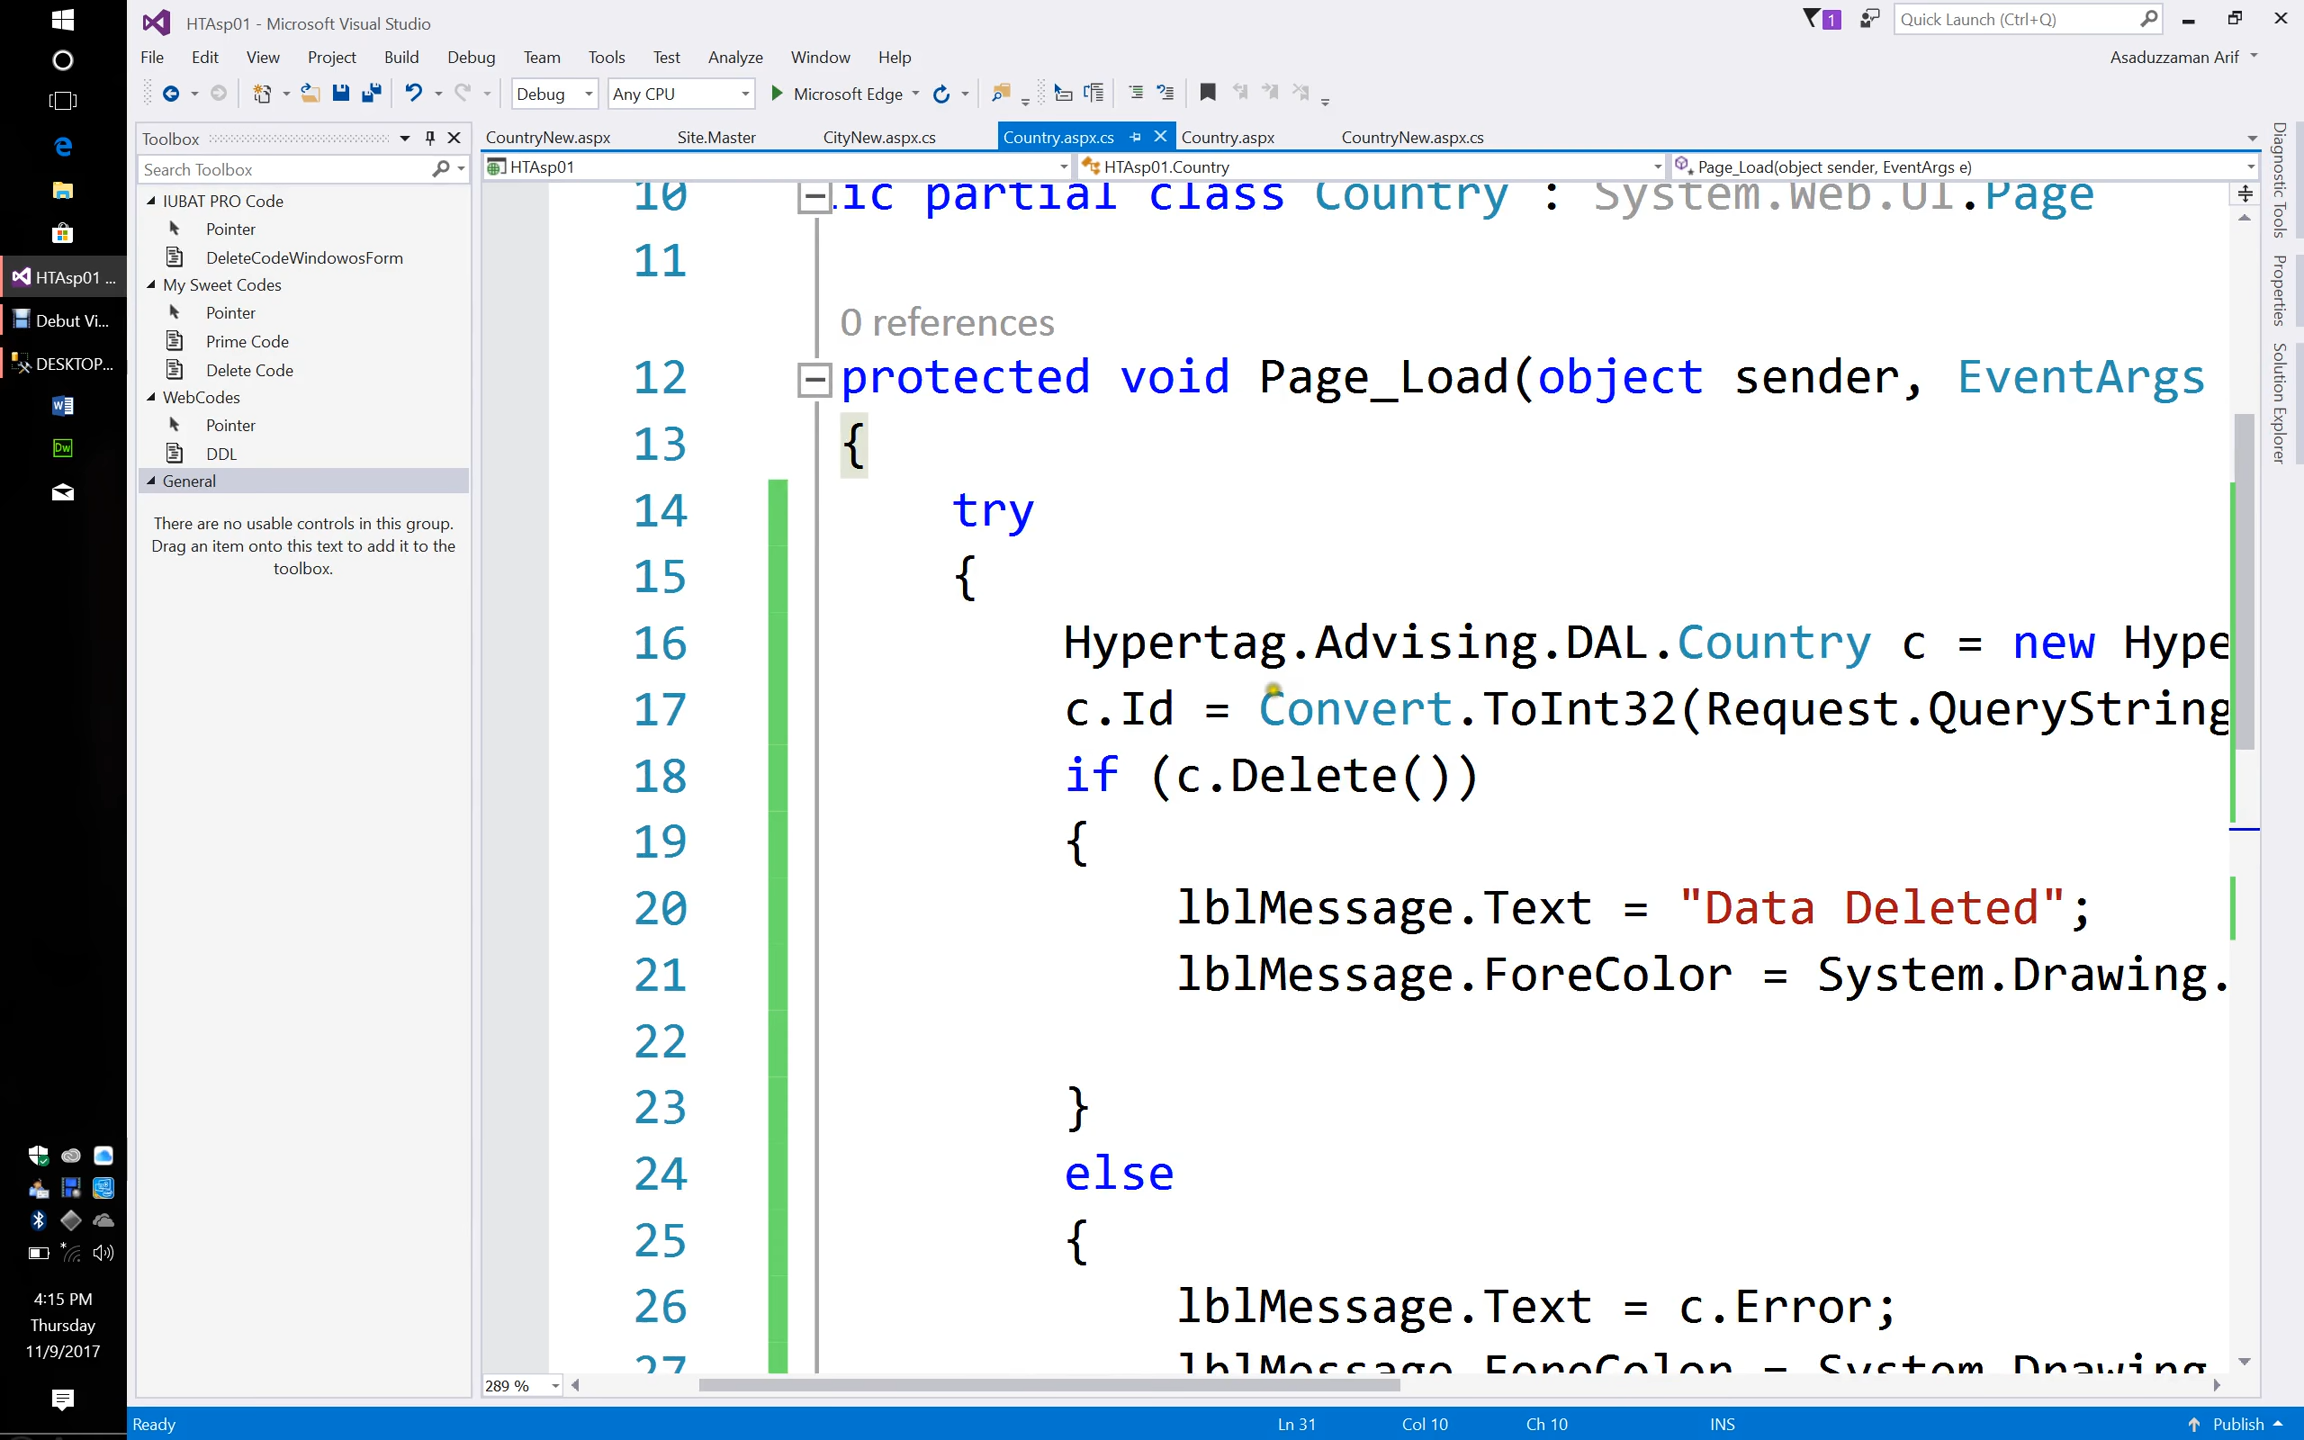 HTAsp01 - Microsoft Visual Studio
1
Quick Launch (Ctrl+Q)
File Edit View Project Build Debug Team Tools Test Analyze Window Help
Asaduzzaman Arif
Debug Any CPU Microsoft Edge
Toolbox
Search Toolbox
IUBAT PRO Code
Pointer
DeleteCodeWindowosForm
My Sweet Codes
Pointer
Prime Code
Delete Code
WebCodes
Pointer
DDL
General
There are no usable controls in this group.
Drag an item onto this text to add it to the
toolbox.
CountryNew.aspx Site.Master CityNew.aspx.cs Country.aspx.cs Country.aspx CountryNew.aspx.cs
HTAsp01 HTAsp01.Country Page_Load(object sender, EventArgs e)
10 ic partial class Country : System.Web.UI.Page
11
0 references
12 protected void Page_Load(object sender, EventArgs
13 {
14 try
15 {
16 Hypertag.Advising.DAL.Country c = new Hype
17 c.Id = Convert.ToInt32(Request.QueryString
18 if (c.Delete())
19 {
20 lblMessage.Text = "Data Deleted";
21 lblMessage.ForeColor = System.Drawing.
22
23 }
24 else
25 {
26 lblMessage.Text = c.Error;
27 lblMessage.ForeColor = System.Drawing.
289 %
Ready Ln 31 Col 10 Ch 10 INS Publish
Diagnostic Tools
Properties
Solution Explorer
HTAsp01 ...
Debut Vi...
DESKTOP...
Dw
4:15 PM
Thursday
11/9/2017